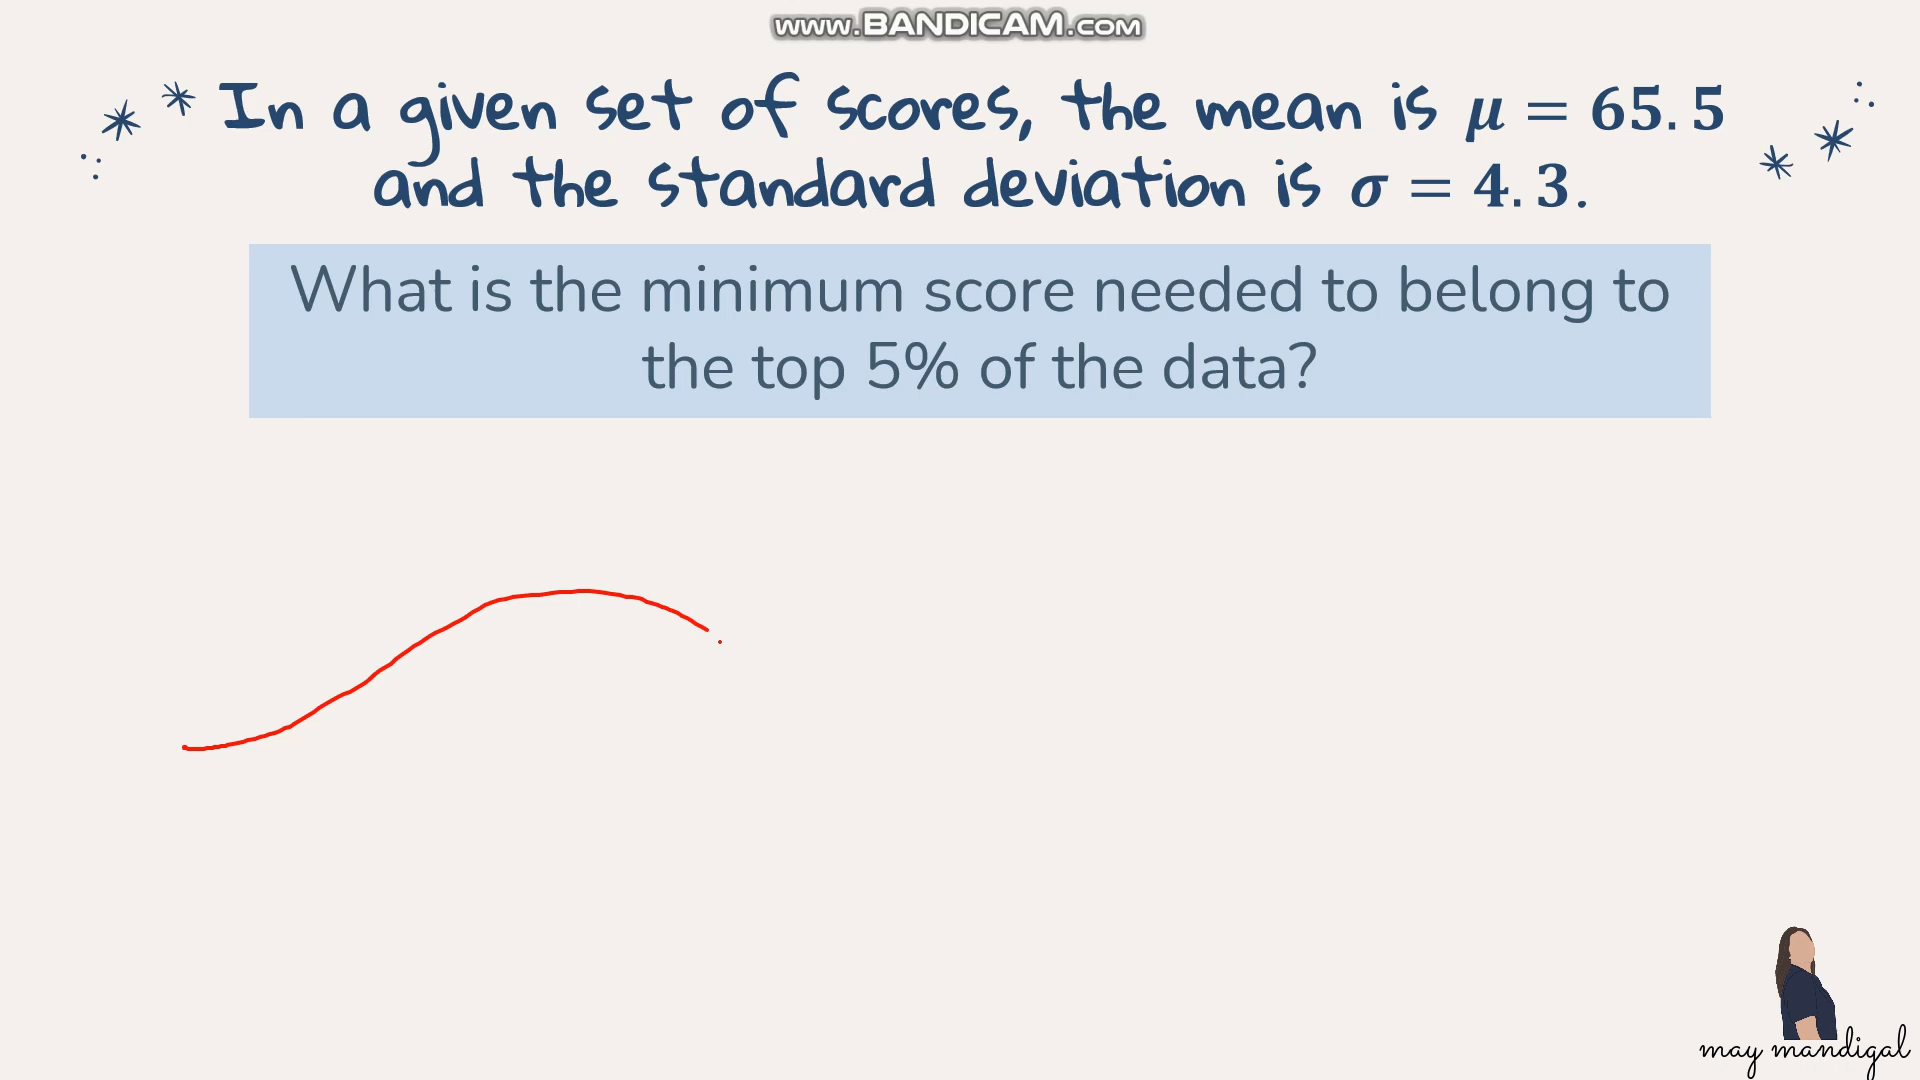 www.BANDICAM.com
In a given set of scores, the mean is μ = 65.5
and the standard deviation is σ = 4.3.
What is the minimum score needed to belong to
the top 5% of the data?
may mandigal